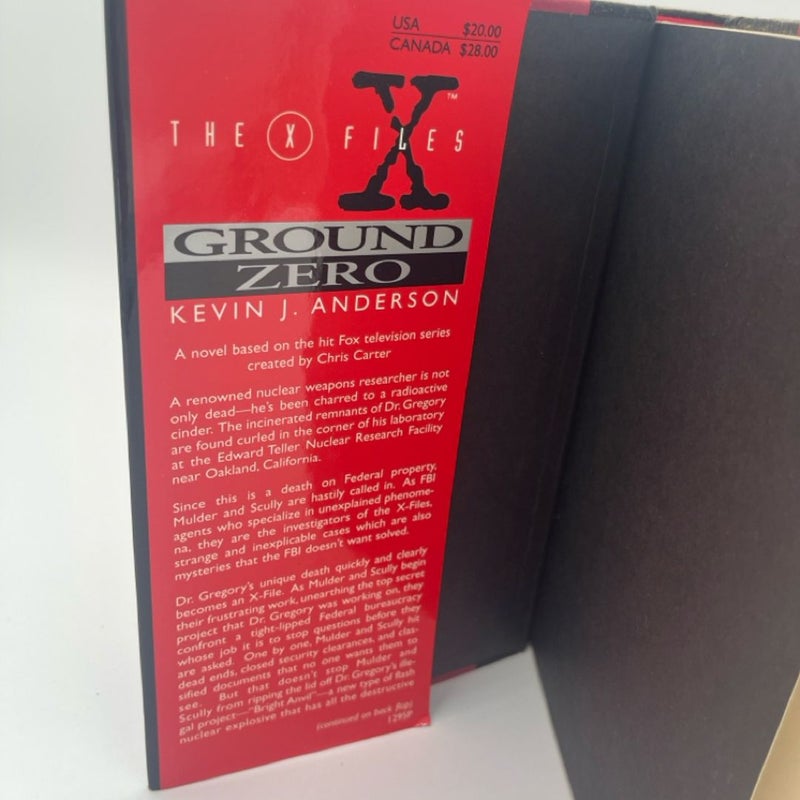 USA $20.00
CANADA $28.00
X™
THE X FILES
GROUND
ZERO
KEVIN J. ANDERSON
A novel based on the hit Fox television series
created by Chris Carter
A renowned nuclear weapons researcher is not
only dead—he's been charred to a radioactive
cinder. The incinerated remnants of Dr. Gregory
are found curled in the corner of his laboratory
at the Edward Teller Nuclear Research Facility
near Oakland, California.
Since this is a death on Federal property,
Mulder and Scully are hastily called in. As FBI
agents who specialize in unexplained phenome-
na, they are the investigators of the X-Files,
strange and inexplicable cases which are also
mysteries that the FBI doesn't want solved.
Dr. Gregory's unique death quickly and clearly
becomes an X-File. As Mulder and Scully begin
their frustrating work, unearthing the top secret
project that Dr. Gregory was working on, they
confront a tight-lipped Federal bureaucracy
whose job it is to stop questions before they
are asked. One by one, Mulder and Scully hit
dead ends, closed security clearances, and clas-
sified documents that no one wants them to
see. But that doesn't stop Mulder and
Scully from ripping the lid off Dr. Gregory's ille-
gal project—"Bright Anvil"—a new type of flash
nuclear explosive that has all the destructive
(continued on back flap)
1295P